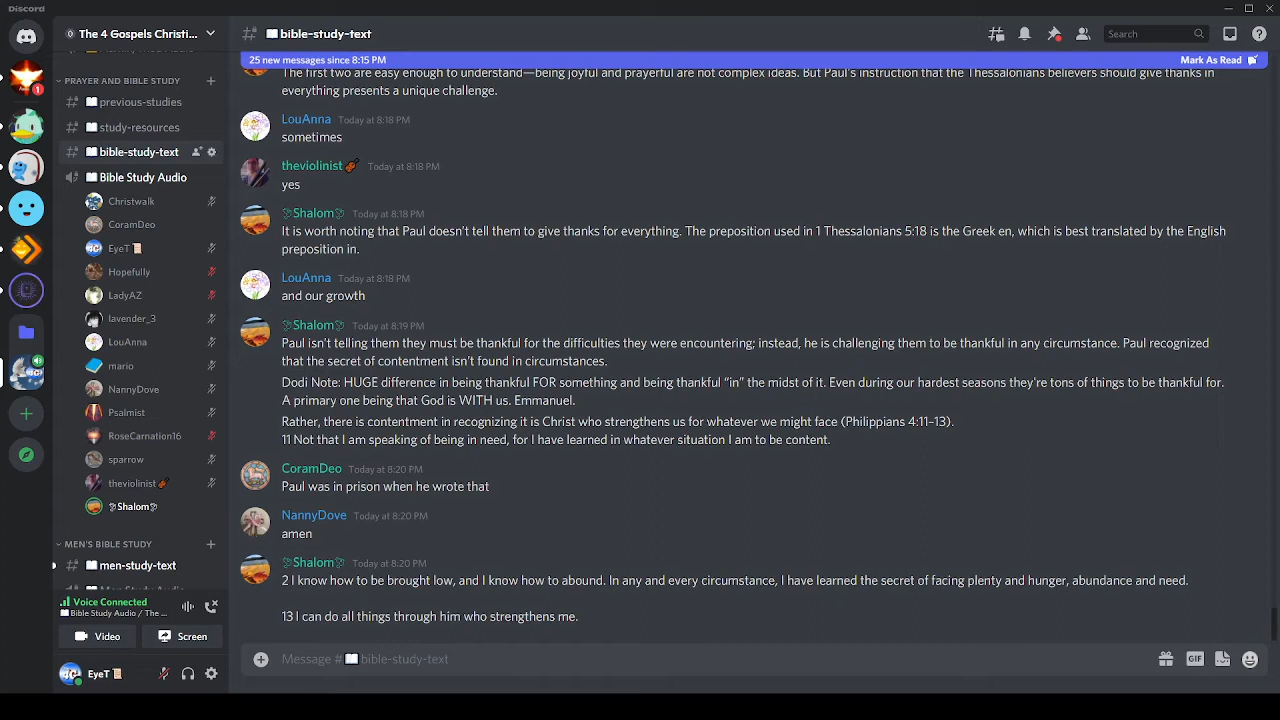 Discord
The 4 Gospels Christi...
bible-study-text
Search
25 new messages since 8:15 PM
Mark As Read
PRAYER AND BIBLE STUDY
previous-studies
study-resources
bible-study-text
Bible Study Audio
Christwalk
CoramDeo
EyeT
Hopefully
LadyAZ
lavender_3
LouAnna
mario
NannyDove
Psalmist
RoseCarnation16
sparrow
theviolinist
Shalom
MEN'S BIBLE STUDY
men-study-text
Voice Connected
Bible Study Audio / The ...
Video
Screen
EyeT
1
The first two are easy enough to understand—being joyful and prayerful are not complex ideas. But Paul's instruction that the Thessalonians believers should give thanks in
everything presents a unique challenge.
LouAnna Today at 8:18 PM
sometimes
theviolinist Today at 8:18 PM
yes
Shalom Today at 8:18 PM
It is worth noting that Paul doesn't tell them to give thanks for everything. The preposition used in 1 Thessalonians 5:18 is the Greek en, which is best translated by the English
preposition in.
LouAnna Today at 8:18 PM
and our growth
Shalom Today at 8:19 PM
Paul isn't telling them they must be thankful for the difficulties they were encountering; instead, he is challenging them to be thankful in any circumstance. Paul recognized
that the secret of contentment isn't found in circumstances.
Dodi Note: HUGE difference in being thankful FOR something and being thankful "in" the midst of it. Even during our hardest seasons they're tons of things to be thankful for.
A primary one being that God is WITH us. Emmanuel.
Rather, there is contentment in recognizing it is Christ who strengthens us for whatever we might face (Philippians 4:11–13).
11 Not that I am speaking of being in need, for I have learned in whatever situation I am to be content.
CoramDeo Today at 8:20 PM
Paul was in prison when he wrote that
NannyDove Today at 8:20 PM
amen
Shalom Today at 8:20 PM
2 I know how to be brought low, and I know how to abound. In any and every circumstance, I have learned the secret of facing plenty and hunger, abundance and need.
13 I can do all things through him who strengthens me.
Message # bible-study-text
GIF